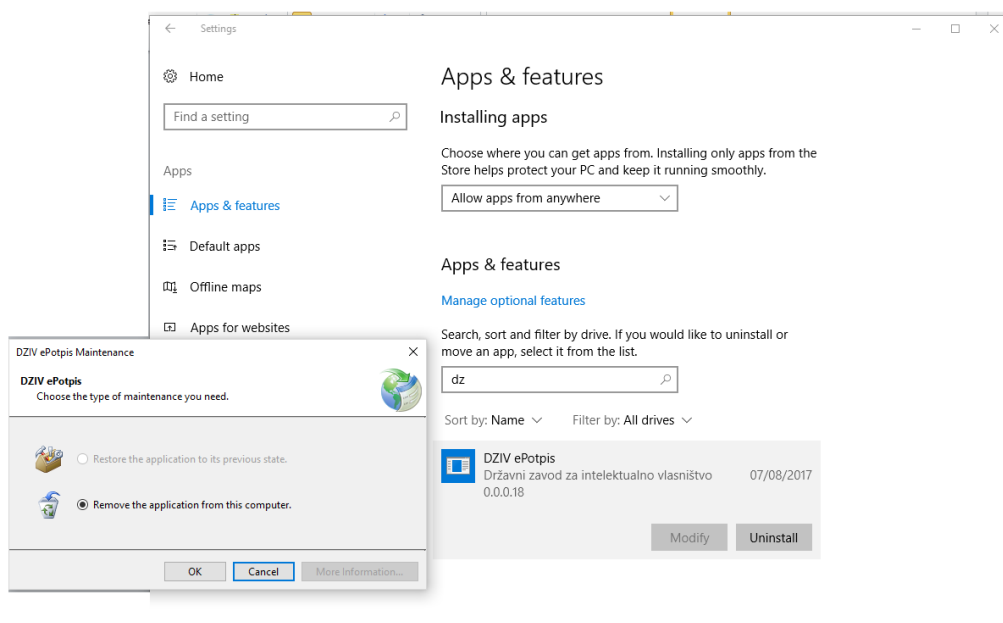 Settings
Home
Find a setting
Apps
Apps & features
Default apps
Offline maps
Apps for websites
Apps & features
Installing apps
Choose where you can get apps from. Installing only apps from the
Store helps protect your PC and keep it running smoothly.
Allow apps from anywhere
Apps & features
Manage optional features
Search, sort and filter by drive. If you would like to uninstall or
move an app, select it from the list.
dz
Sort by: Name
Filter by: All drives
DZIV ePotpis
Državni zavod za intelektualno vlasništvo
07/08/2017
0.0.0.18
Modify
Uninstall
DZIV ePotpis Maintenance
DZIV ePotpis
Choose the type of maintenance you need.
Restore the application to its previous state.
Remove the application from this computer.
OK
Cancel
More Information...